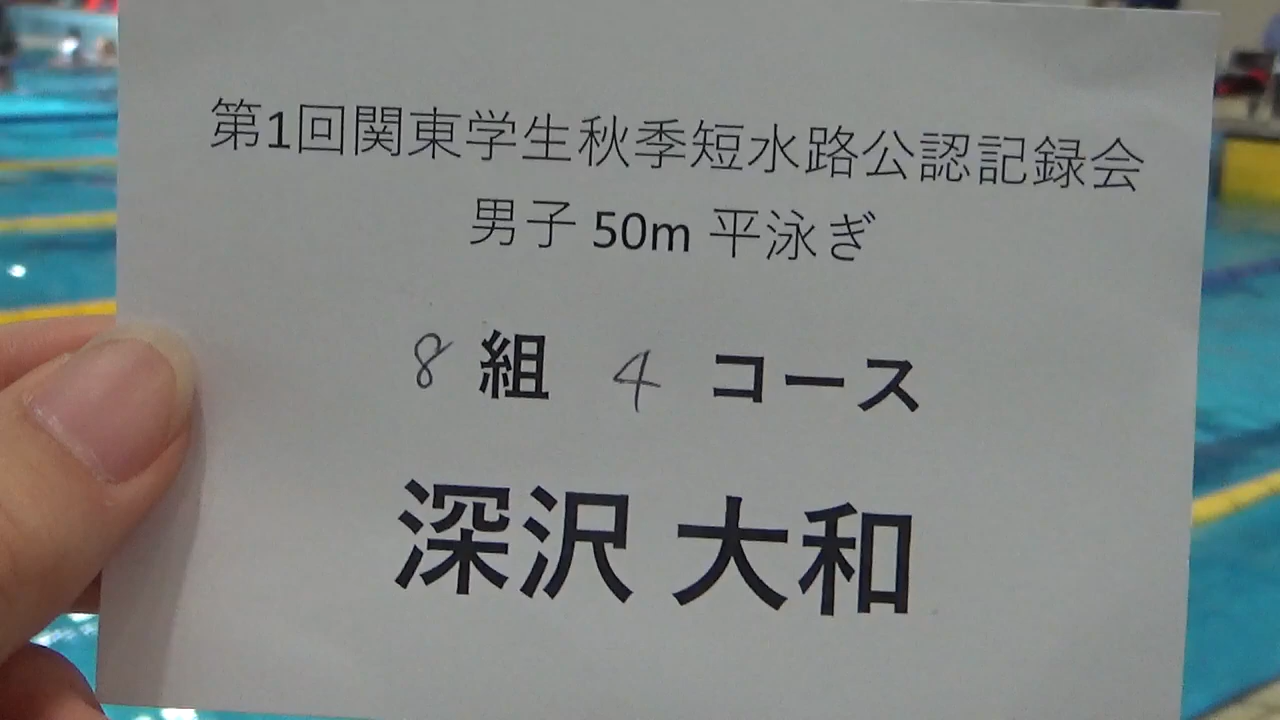 第1回関東学生秋季短水路公認記録会
男子 50m 平泳ぎ
8 組 4 コース
深沢 大和